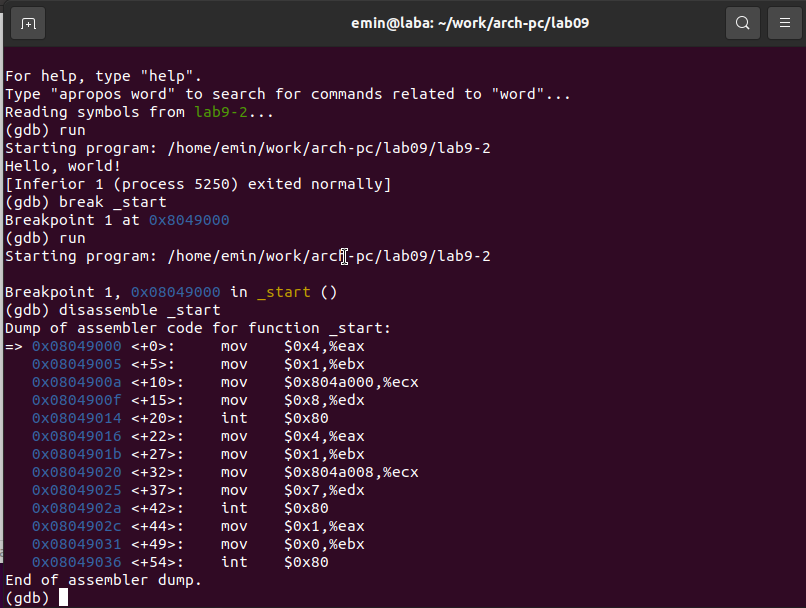 emin@laba: ~/work/arch-pc/lab09
For help, type "help".
Type "apropos word" to search for commands related to "word"...
Reading symbols from lab9-2...
(gdb) run
Starting program: /home/emin/work/arch-pc/lab09/lab9-2
Hello, world!
[Inferior 1 (process 5250) exited normally]
(gdb) break _start
Breakpoint 1 at 0x8049000
(gdb) run
Starting program: /home/emin/work/arch-pc/lab09/lab9-2
Breakpoint 1, 0x08049000 in _start ()
(gdb) disassemble _start
Dump of assembler code for function _start:
=> 0x08049000 <+0>:     mov    $0x4,%eax
   0x08049005 <+5>:     mov    $0x1,%ebx
   0x0804900a <+10>:    mov    $0x804a000,%ecx
   0x0804900f <+15>:    mov    $0x8,%edx
   0x08049014 <+20>:    int    $0x80
   0x08049016 <+22>:    mov    $0x4,%eax
   0x0804901b <+27>:    mov    $0x1,%ebx
   0x08049020 <+32>:    mov    $0x804a008,%ecx
   0x08049025 <+37>:    mov    $0x7,%edx
   0x0804902a <+42>:    int    $0x80
   0x0804902c <+44>:    mov    $0x1,%eax
   0x08049031 <+49>:    mov    $0x0,%ebx
   0x08049036 <+54>:    int    $0x80
End of assembler dump.
(gdb)